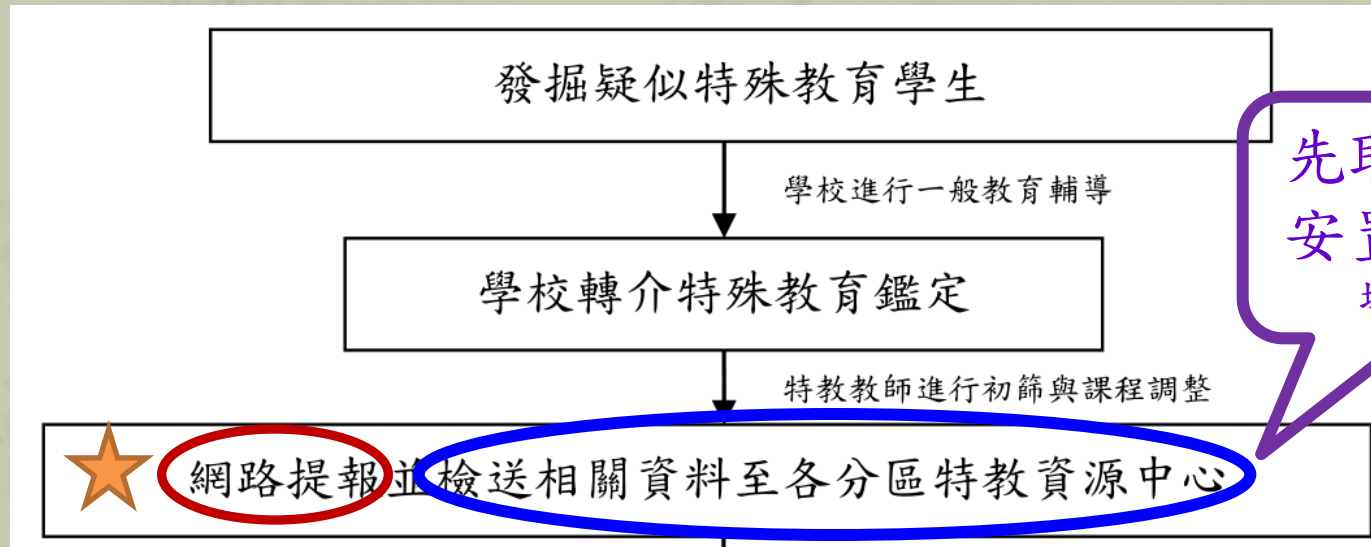 發掘疑似特殊教育學生
學校進行一般教育輔導
學校轉介特殊教育鑑定
特教教師進行初篩與課程調整
網路提報並檢送相關資料至各分區特教資源中心
先
安